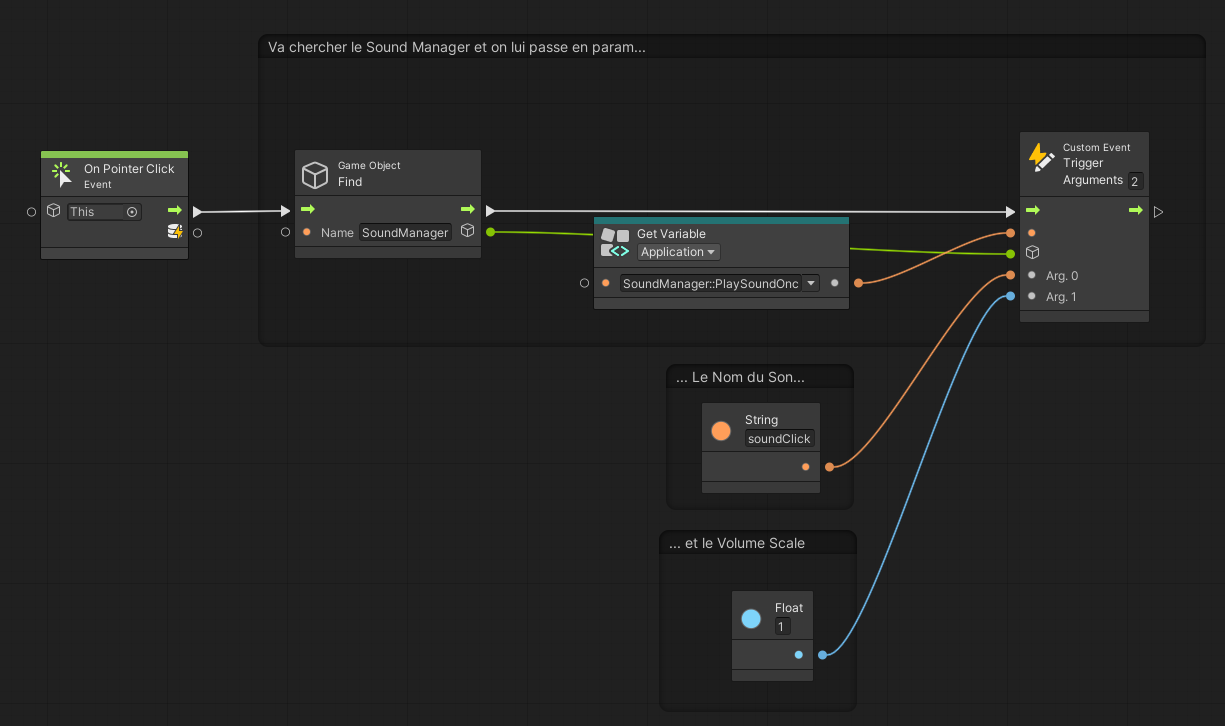 Va chercher le Sound Manager et on lui passe en param...
On Pointer Click
Event
This
Game Object
Find
Name SoundManager
Get Variable
Application
SoundManager::PlaySoundOnc
Custom Event
Trigger
Arguments 2
Arg. 0
Arg. 1
... Le Nom du Son...
String
soundClick
... et le Volume Scale
Float
1